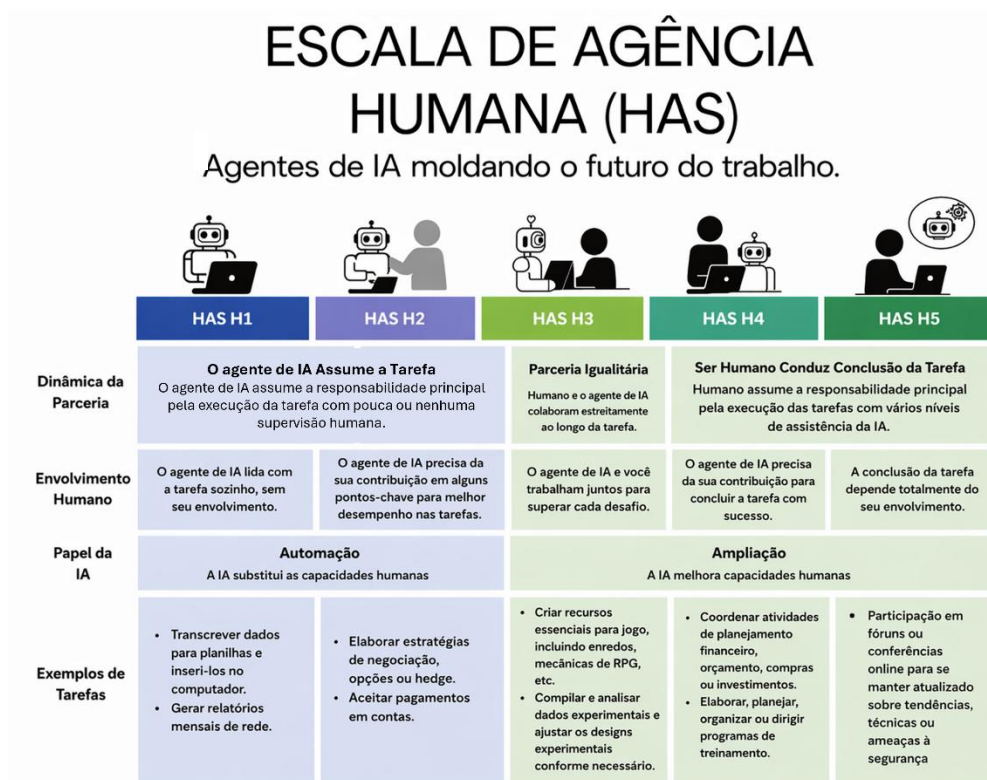 ESCALA DE AGÊNCIA
HUMANA (HAS)
Agentes de IA moldando o futuro do trabalho.
HAS H1
HAS H2
HAS H3
HAS H4
HAS H5
Dinâmica da
Parceria
O agente de IA Assume a Tarefa
O agente de IA assume a responsabilidade principal
pela execução da tarefa com pouca ou nenhuma
supervisão humana.
Parceria Igualitária
Humano e o agente de IA
colaboram estreitamente
ao longo da tarefa.
Ser Humano Conduz Conclusão da Tarefa
Humano assume a responsabilidade principal
pela execução das tarefas com vários níveis
de assistência da IA.
Envolvimento
Humano
O agente de IA lida com
a tarefa sozinho, sem
seu envolvimento.
O agente de IA precisa da
sua contribuição em alguns
pontos-chave para melhor
desempenho nas tarefas.
O agente de IA e você
trabalham juntos para
superar cada desafio.
O agente de IA precisa
da sua contribuição para
concluir a tarefa com
sucesso.
A conclusão da tarefa
depende totalmente do
seu envolvimento.
Papel da
IA
Automação
A IA substitui as capacidades humanas
Ampliação
A IA melhora capacidades humanas
Exemplos de
Tarefas
• Transcrever dados
para planilhas e
inseri-los no
computador.
• Gerar relatórios
mensais de rede.
• Elaborar estratégias
de negociação,
opções ou hedge.
• Aceitar pagamentos
em contas.
• Criar recursos
essenciais para jogo,
incluindo enredos,
mecânicas de RPG,
etc.
• Compilar e analisar
dados experimentais e
ajustar os designs
experimentais
conforme necessário.
• Coordenar atividades
de planejamento
financeiro,
orçamento, compras
ou investimentos.
• Elaborar, planejar,
organizar ou dirigir
programas de
treinamento.
• Participação em
fóruns ou
conferências
online para se
manter atualizado
sobre tendências,
técnicas ou
ameaças à
segurança